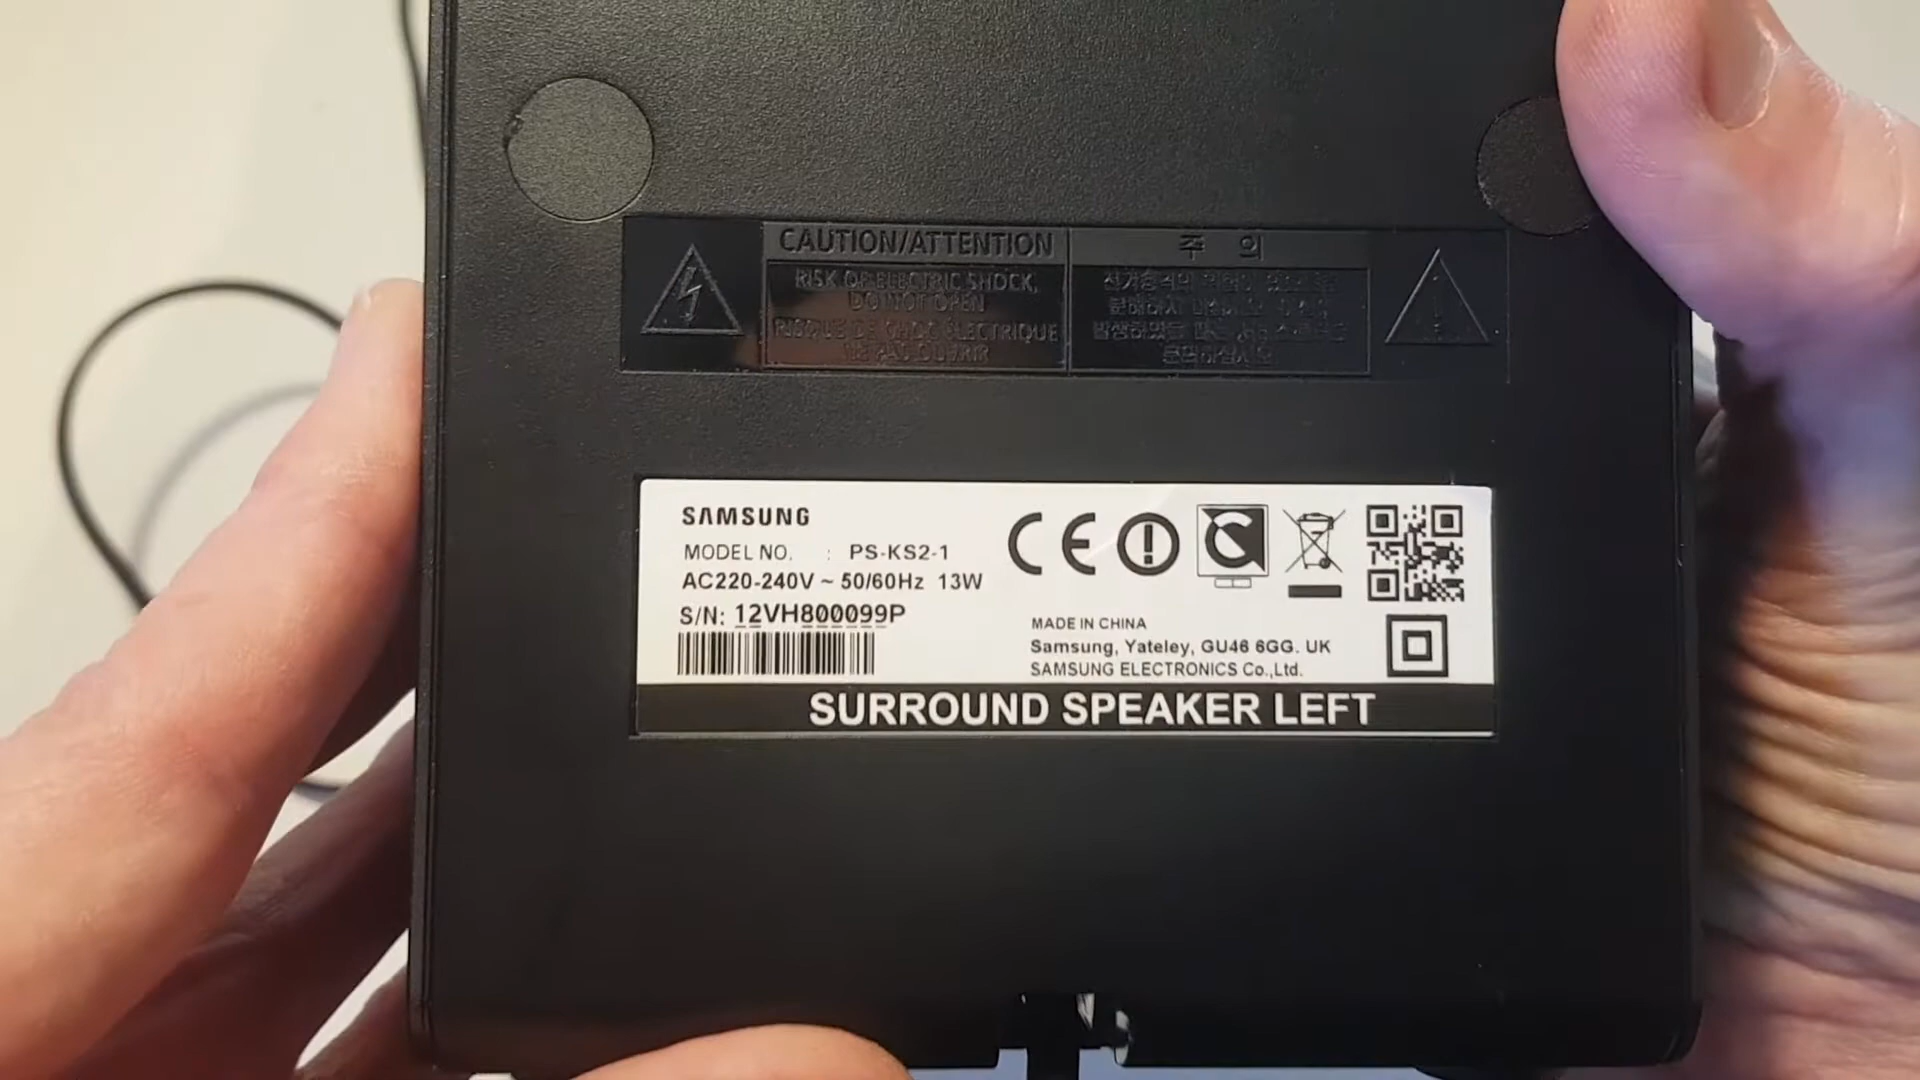 CAUTION/ATTENTION
RISK OF ELECTRIC SHOCK,
DO NOT OPEN
RISQUE DE CHOC ÉLECTRIQUE
NE PAS OUVRIR
주 의
SAMSUNG
MODEL NO. : PS-KS2-1
AC220-240V ~ 50/60Hz 13W
S/N: 12VH800099P
MADE IN CHINA
Samsung, Yateley, GU46 6GG. UK
SAMSUNG ELECTRONICS Co.,Ltd.
SURROUND SPEAKER LEFT